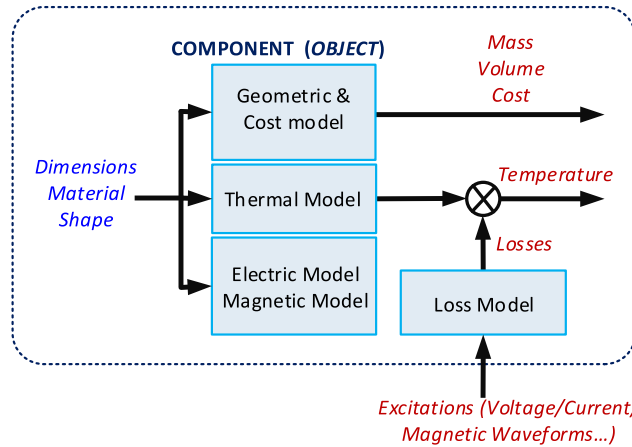 COMPONENT (OBJECT)
Mass
Volume
Cost
Geometric &
Cost model
Dimensions
Material
Shape
Thermal Model
Temperature
Electric Model
Magnetic Model
Losses
Loss Model
Excitations (Voltage/Current,
Magnetic Waveforms...)